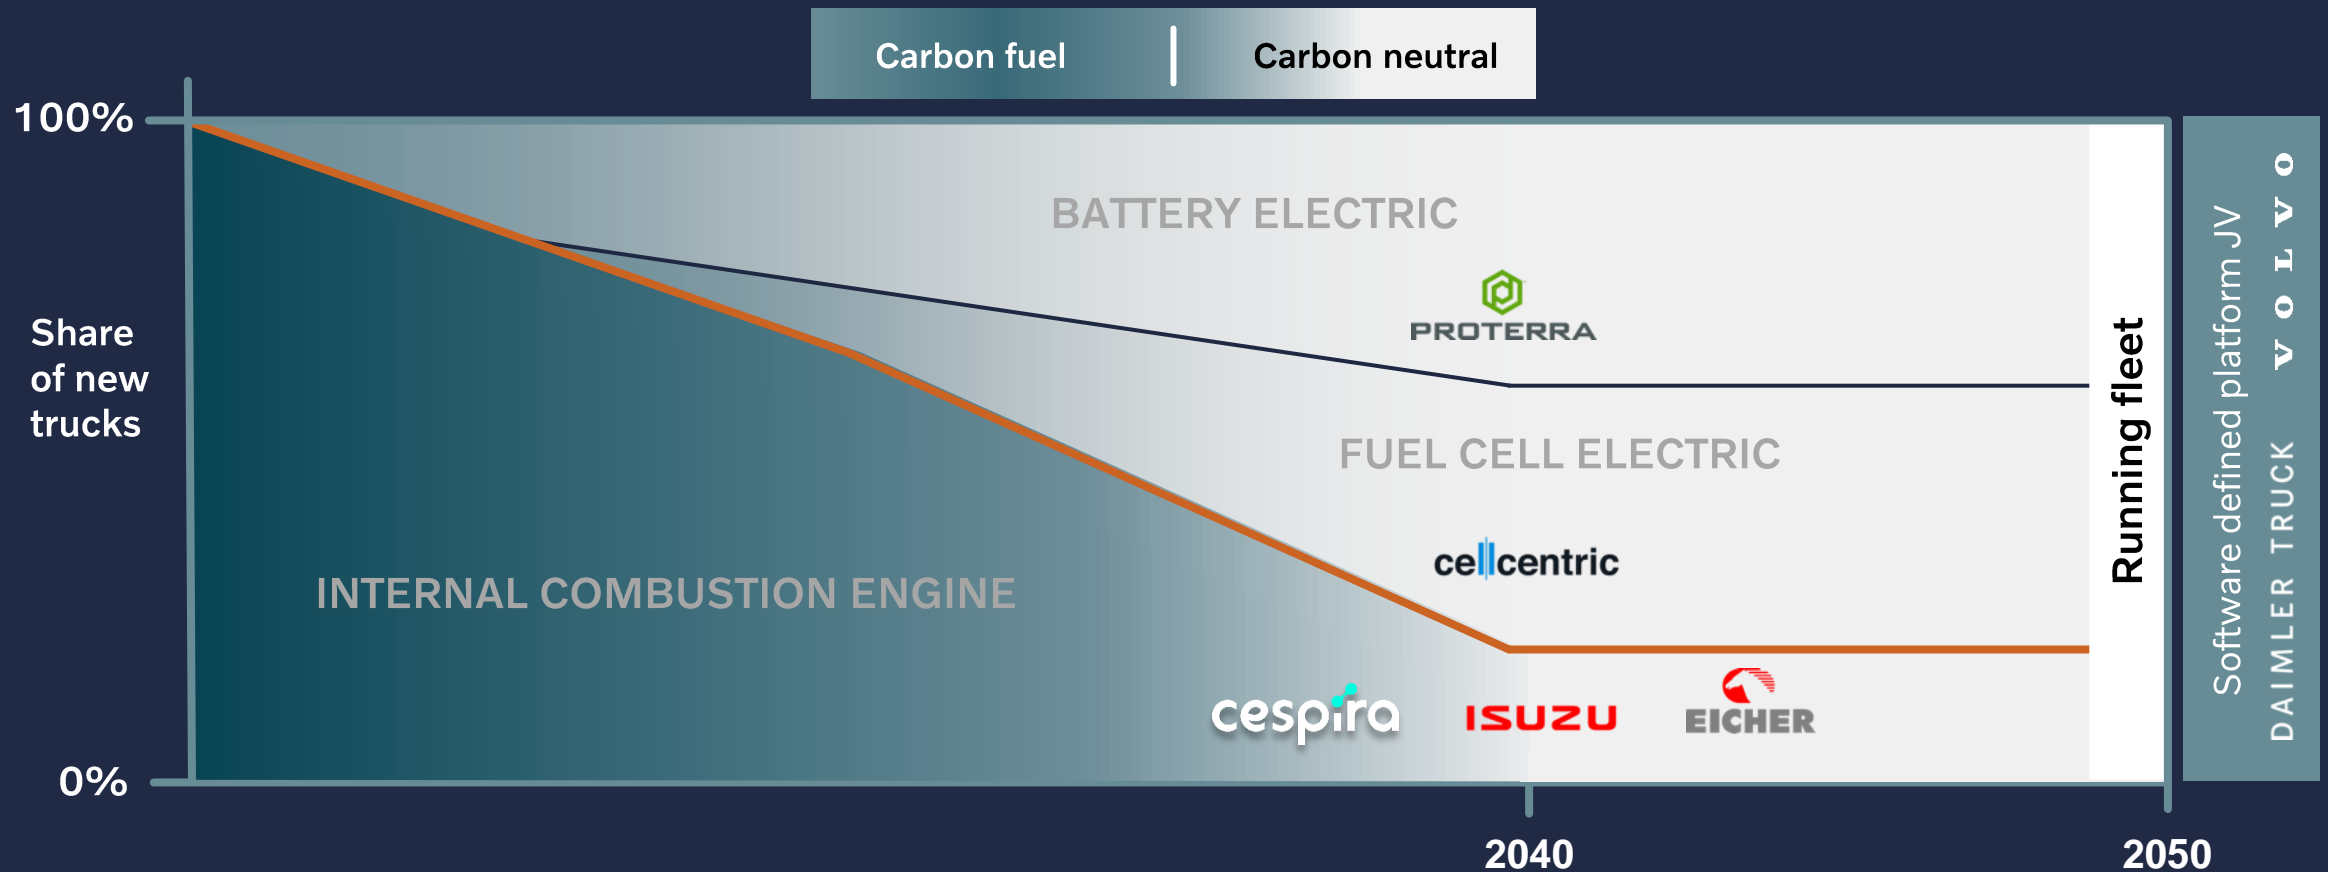 Carbon fuel
Carbon neutral
100%
Share
of new
trucks
0%
BATTERY ELECTRIC
PROTERRA
FUEL CELL ELECTRIC
cellcentric
INTERNAL COMBUSTION ENGINE
cespira
ISUZU
EICHER
Running fleet
Software defined platform JV
DAIMLER TRUCK
VOLVO
2040
2050